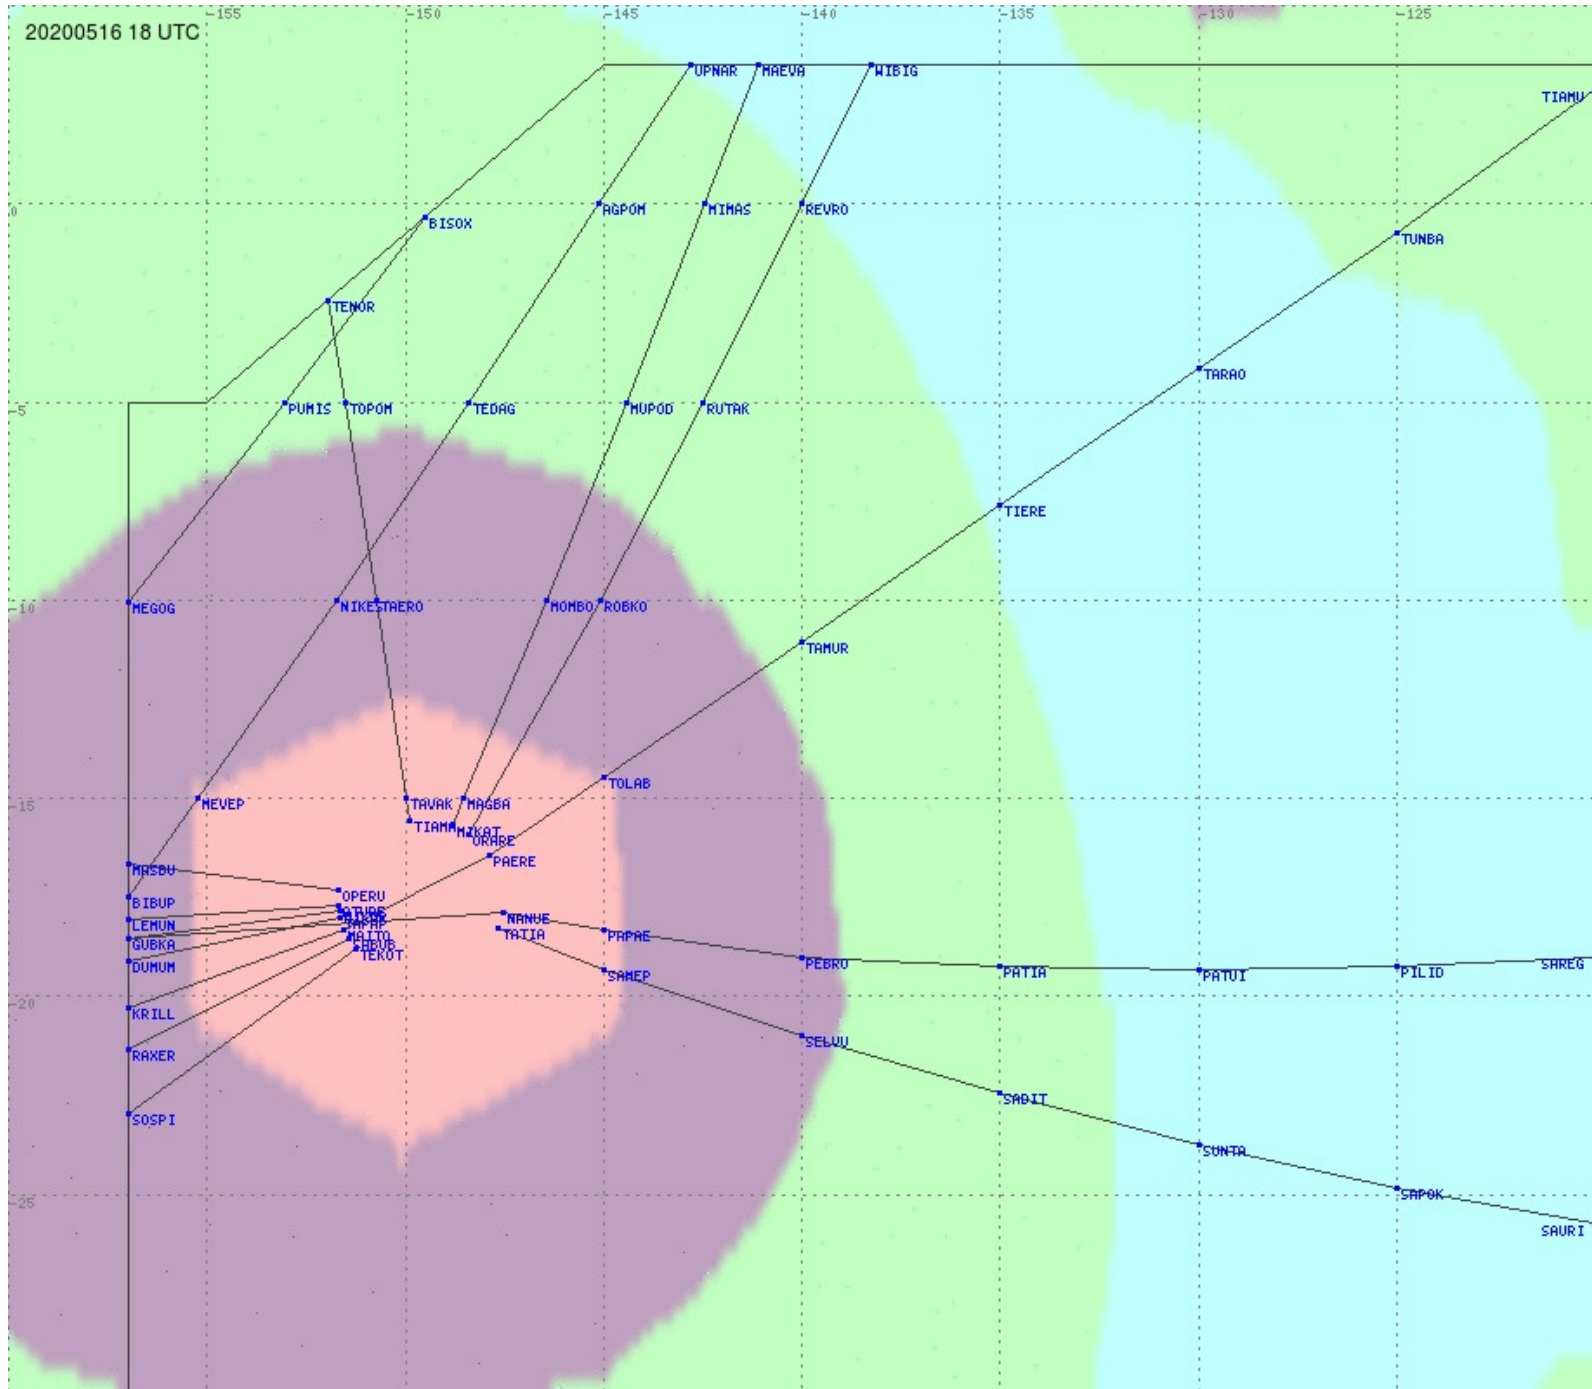 -155 -150 -145 -140 -135 -130 -125
20200516 18 UTC
UPNAR MAEVA WIBIG
TIAMU
0 AGPOM MIMAS REVRO
BISOX
TUNBA
TENOR
TARAO
-5 PUMIS TOPOM TEDAG MUPOD RUTAK
TIERE
-10 MEGOG NIKES TAERO MOMBO ROBKO
TAMUR
TOLAB
-15 MEVEP TAVAK MAGBA
TIAMA MIKAT
URARE
PAERE
MASBU
OPERU
BIBUP
NANUE
LEMUN
TATIA PAPAE
MAITO
GUBKA
TEKOT
DUMUM PEBRO PATIA PATUI PILID SAREG
SAMEP
-20
KRILL
SELVU
RAXER
SADIT
SOSPI
SUNTA
-25 SAPOK
SAURI